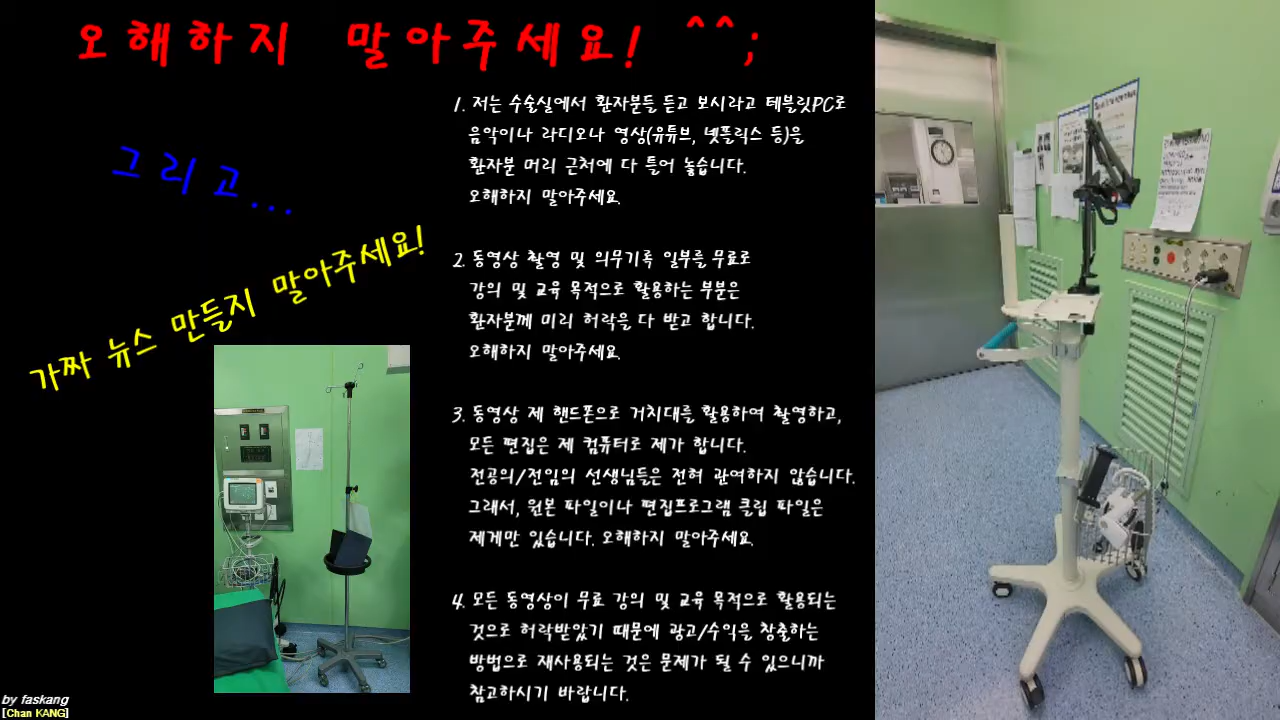 오해하지 말아주세요! ^^;
그리고...
가짜 뉴스 만들지 말아주세요!
1. 저는 수술실에서 환자분들 듣고 보시라고 테블릿PC로
음악이나 라디오나 영상(유튜브, 넷플릭스 등)을
환자분 머리 근처에 다 틀어 놓습니다.
오해하지 말아주세요.
2. 동영상 촬영 및 의무기록 일부를 무료로
강의 및 교육 목적으로 활용하는 부분은
환자분께 미리 허락을 다 받고 합니다.
오해하지 말아주세요.
3. 동영상 제 핸드폰으로 거치대를 활용하여 촬영하고,
모든 편집은 제 컴퓨터로 제가 합니다.
전공의/전임의 선생님들은 전혀 관여하지 않습니다.
그래서, 원본 파일이나 편집프로그램 클립 파일은
제게만 있습니다. 오해하지 말아주세요.
4. 모든 동영상이 무료 강의 및 교육 목적으로 활용되는
것으로 허락받았기 때문에 광고/수익을 창출하는
방법으로 재사용되는 것은 문제가 될 수 있으니까
참고하시기 바랍니다.
by faskang
[Chan KANG]